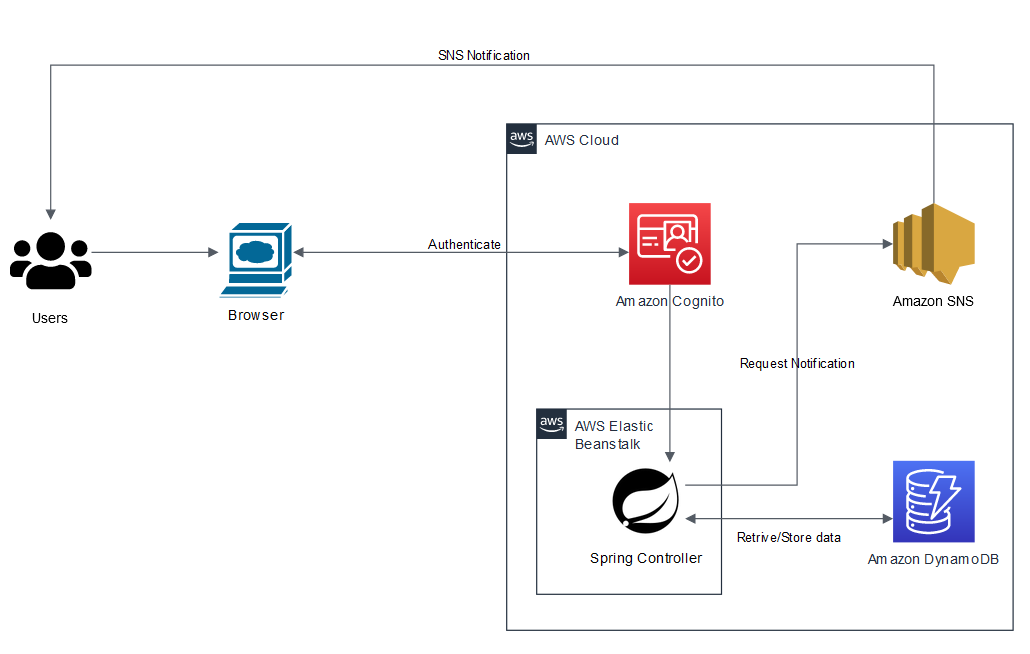 SNS Notification
aws
AWS Cloud
Authenticate
Users
Browser
Amazon Cognito
Amazon SNS
Request Notification
aws
AWS Elastic
Beanstalk
Spring Controller
Retrive/Store data
Amazon DynamoDB